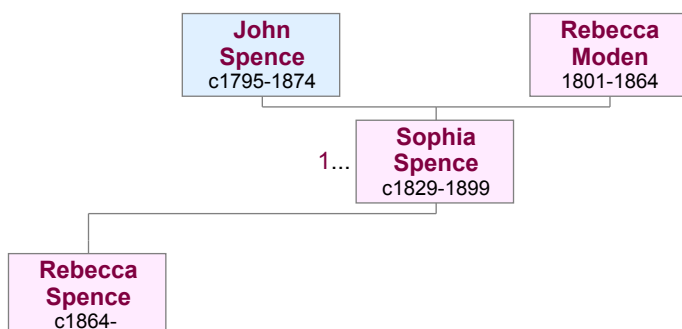 John
Spence
c1795-1874
Rebecca
Moden
1801-1864
1...
Sophia
Spence
c1829-1899
Rebecca
Spence
c1864-